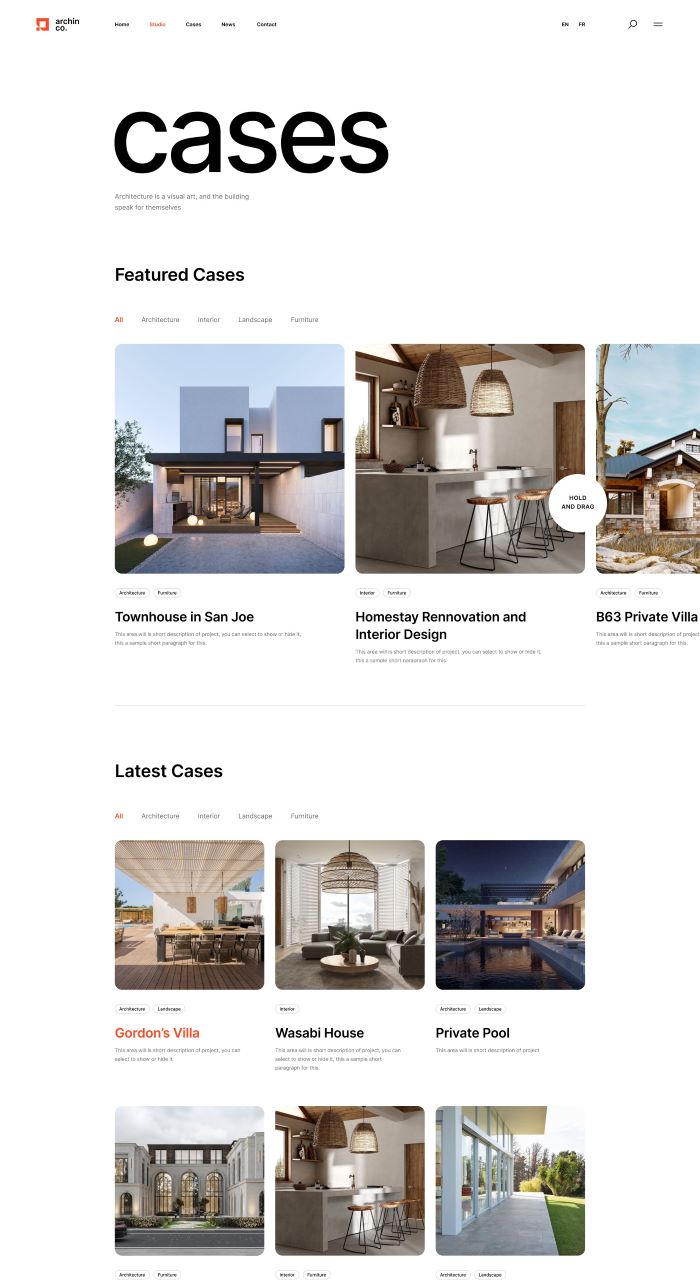 archin
co.
Home Studio Cases News Contact
EN FR
cases
Architecture is a visual art, and the building
speak for themselves
Featured Cases
All Architecture Interior Landscape Furniture
HOLD
AND DRAG
Architecture Furniture
Townhouse in San Joe
This area will is short description of project, you can select to show or hide it,
this a sample short paragraph for this.
Interior Furniture
Homestay Rennovation and
Interior Design
This area will is short description of project, you can select to show or hide it,
this a sample short paragraph for this.
Architecture Furniture
B63 Private Villa
This area will is short description of project
this a sample short paragraph for this.
Latest Cases
All Architecture Interior Landscape Furniture
Architecture Landscape
Gordon’s Villa
This area will is short description of project, you can
select to show or hide it
Interior
Wasabi House
This area will is short description of project, you can
select to show or hide it, this a sample short
paragraph for this.
Architecture Landscape
Private Pool
This area will is short description of project
Architecture Furniture
Interior Furniture
Architecture Landscape